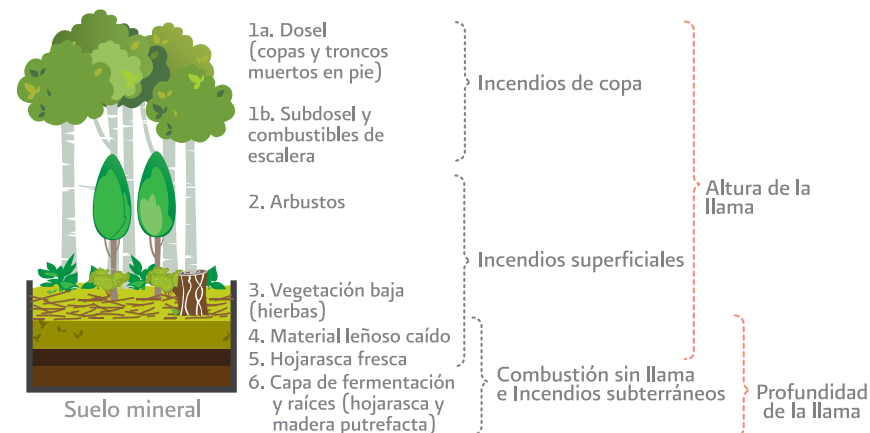 1a. Dosel
(copas y troncos
muertos en pie)
1b. Subdosel y
combustibles de
escalera
2. Arbustos
3. Vegetación baja
(hierbas)
4. Material leñoso caído
5. Hojarasca fresca
6. Capa de fermentación
y raíces (hojarasca y
madera putrefacta)
Suelo mineral
Incendios de copa
Incendios superficiales
Combustión sin llama
e Incendios subterráneos
Altura de la
llama
Profundidad
de la llama